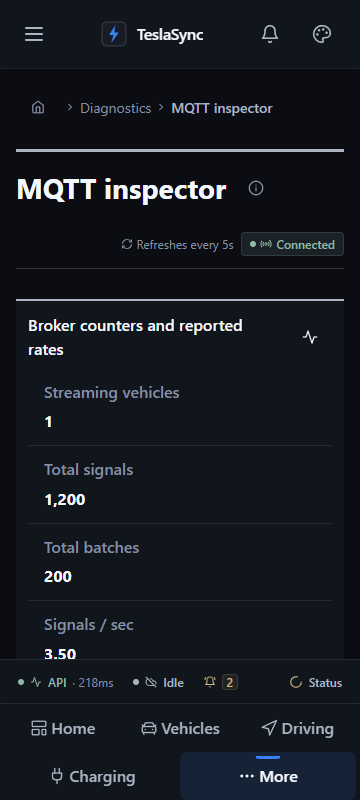 TeslaSync
Diagnostics MQTT inspector
MQTT inspector
Refreshes every 5s Connected
Broker counters and reported
rates
Streaming vehicles
1
Total signals
1,200
Total batches
200
Signals / sec
3.50
API · 218ms Idle 2 Status
Home Vehicles Driving
Charging More